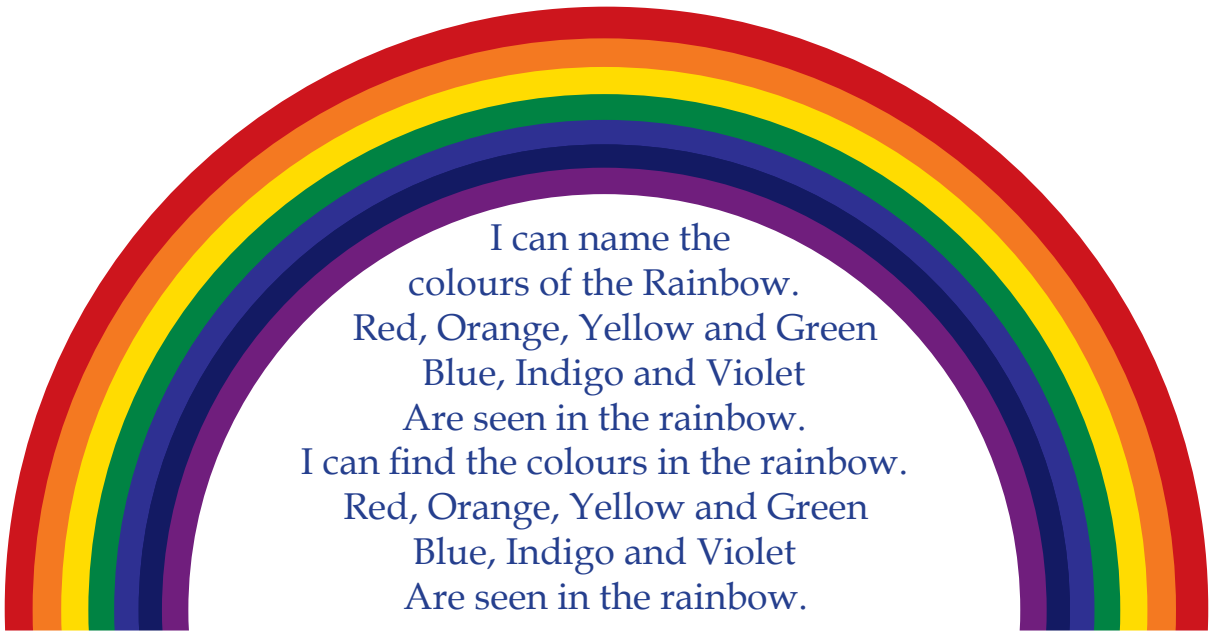 I can name the
colours of the Rainbow.
Red, Orange, Yellow and Green
Blue, Indigo and Violet
Are seen in the rainbow.
I can find the colours in the rainbow.
Red, Orange, Yellow and Green
Blue, Indigo and Violet
Are seen in the rainbow.